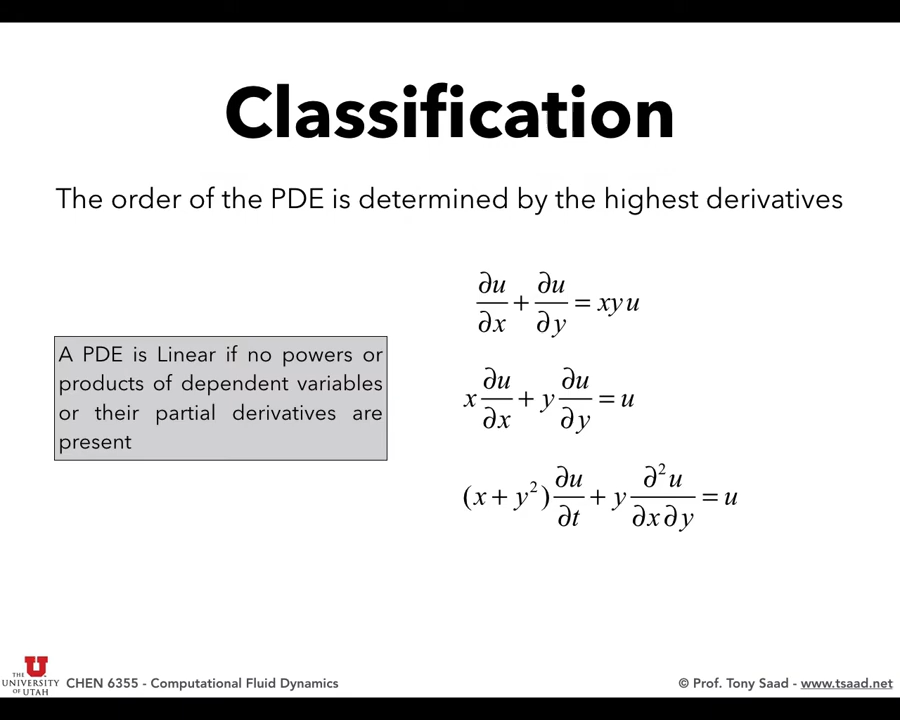 Classification
The order of the PDE is determined by the highest derivatives
A PDE is Linear if no powers or
products of dependent variables
or their partial derivatives are
present
∂u/∂x + ∂u/∂y = xyu
x ∂u/∂x + y ∂u/∂y = u
(x + y²) ∂u/∂t + y ∂²u/∂x∂y = u
THE
UNIVERSITY
OF UTAH
CHEN 6355 - Computational Fluid Dynamics
© Prof. Tony Saad - www.tsaad.net